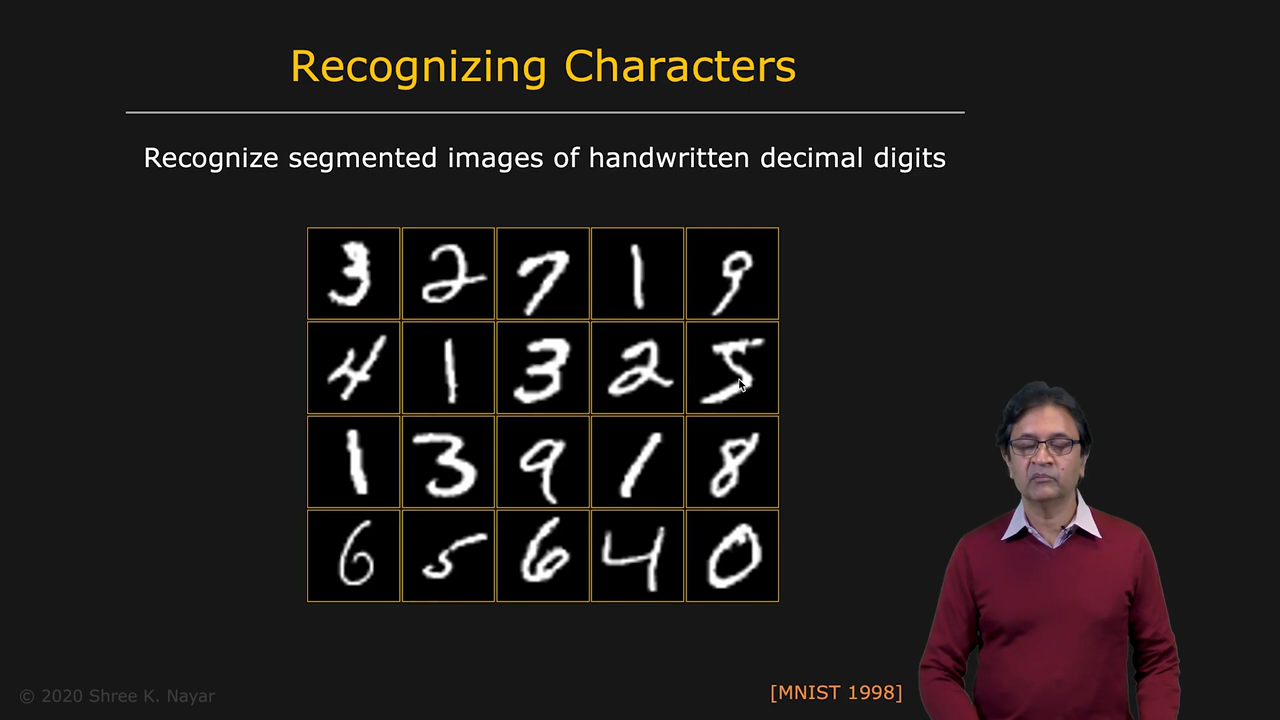 Recognizing Characters
Recognize segmented images of handwritten decimal digits
3 2 7 1 9
4 1 3 2 5
1 3 9 1 8
6 5 6 4 0
© 2020 Shree K. Nayar
[MNIST 1998]